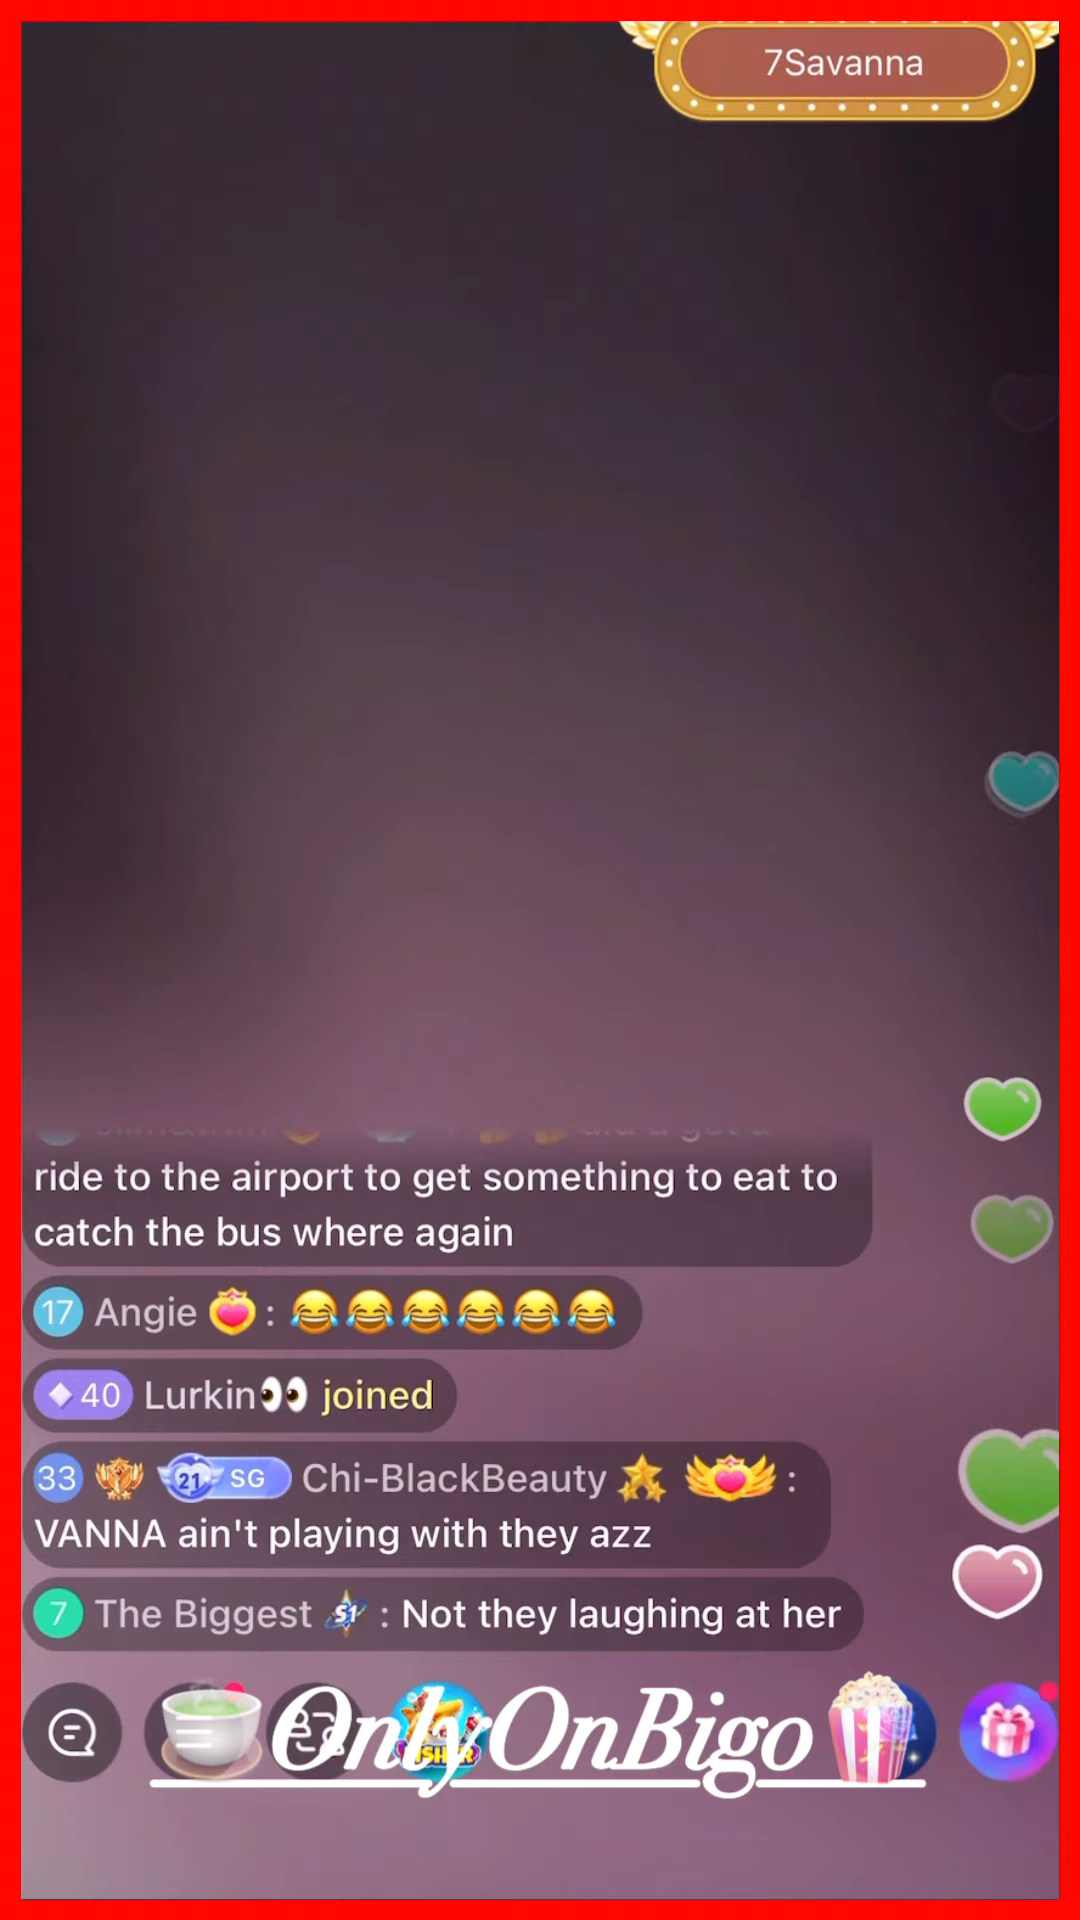 7Savanna
ride to the airport to get something to eat to
catch the bus where again
17 Angie : 😂😂😂😂😂😂
40 Lurkin👀 joined
33 21 SG Chi-BlackBeauty :
VANNA ain't playing with they azz
7 The Biggest S1 : Not they laughing at her
OnlyOnBigo